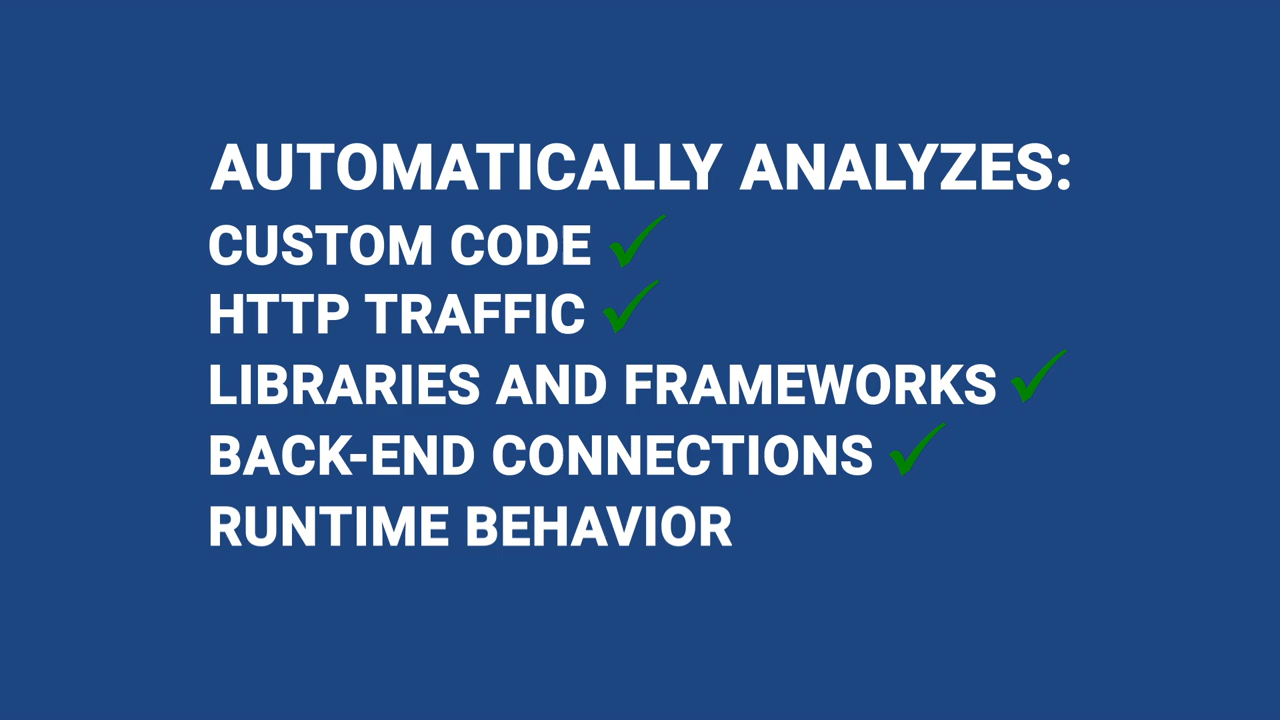 AUTOMATICALLY ANALYZES:
CUSTOM CODE ✓
HTTP TRAFFIC ✓
LIBRARIES AND FRAMEWORKS ✓
BACK-END CONNECTIONS ✓
RUNTIME BEHAVIOR